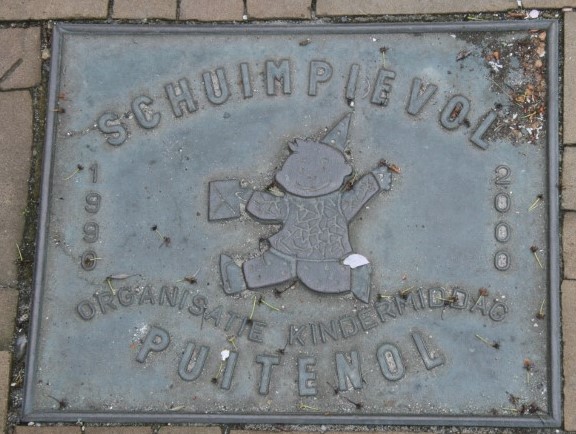 SCHUIMPIEVOL
1990
2000
ORGANISATIE KINDERMIDDAG
PUITENOL